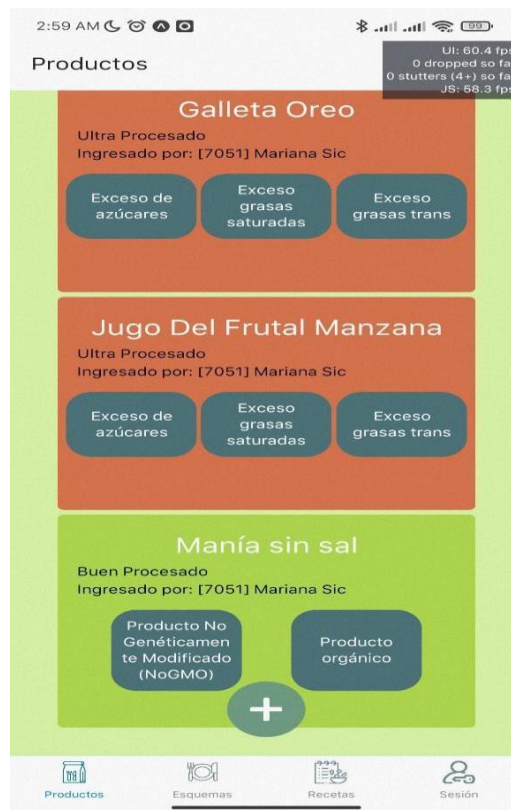 2:59 AM
99
UI: 60.4 fps
0 dropped so fa
0 stutters (4+) so fa
JS: 58.3 fps
Productos
Galleta Oreo
Ultra Procesado
Ingresado por: [7051] Mariana Sic
Exceso de
azúcares
Exceso
grasas
saturadas
Exceso
grasas trans
Jugo Del Frutal Manzana
Ultra Procesado
Ingresado por: [7051] Mariana Sic
Exceso de
azúcares
Exceso
grasas
saturadas
Exceso
grasas trans
Manía sin sal
Buen Procesado
Ingresado por: [7051] Mariana Sic
Producto No
Genéticamen
te Modificado
(NoGMO)
Producto
orgánico
+
Productos
Esquemas
Recetas
Sesión